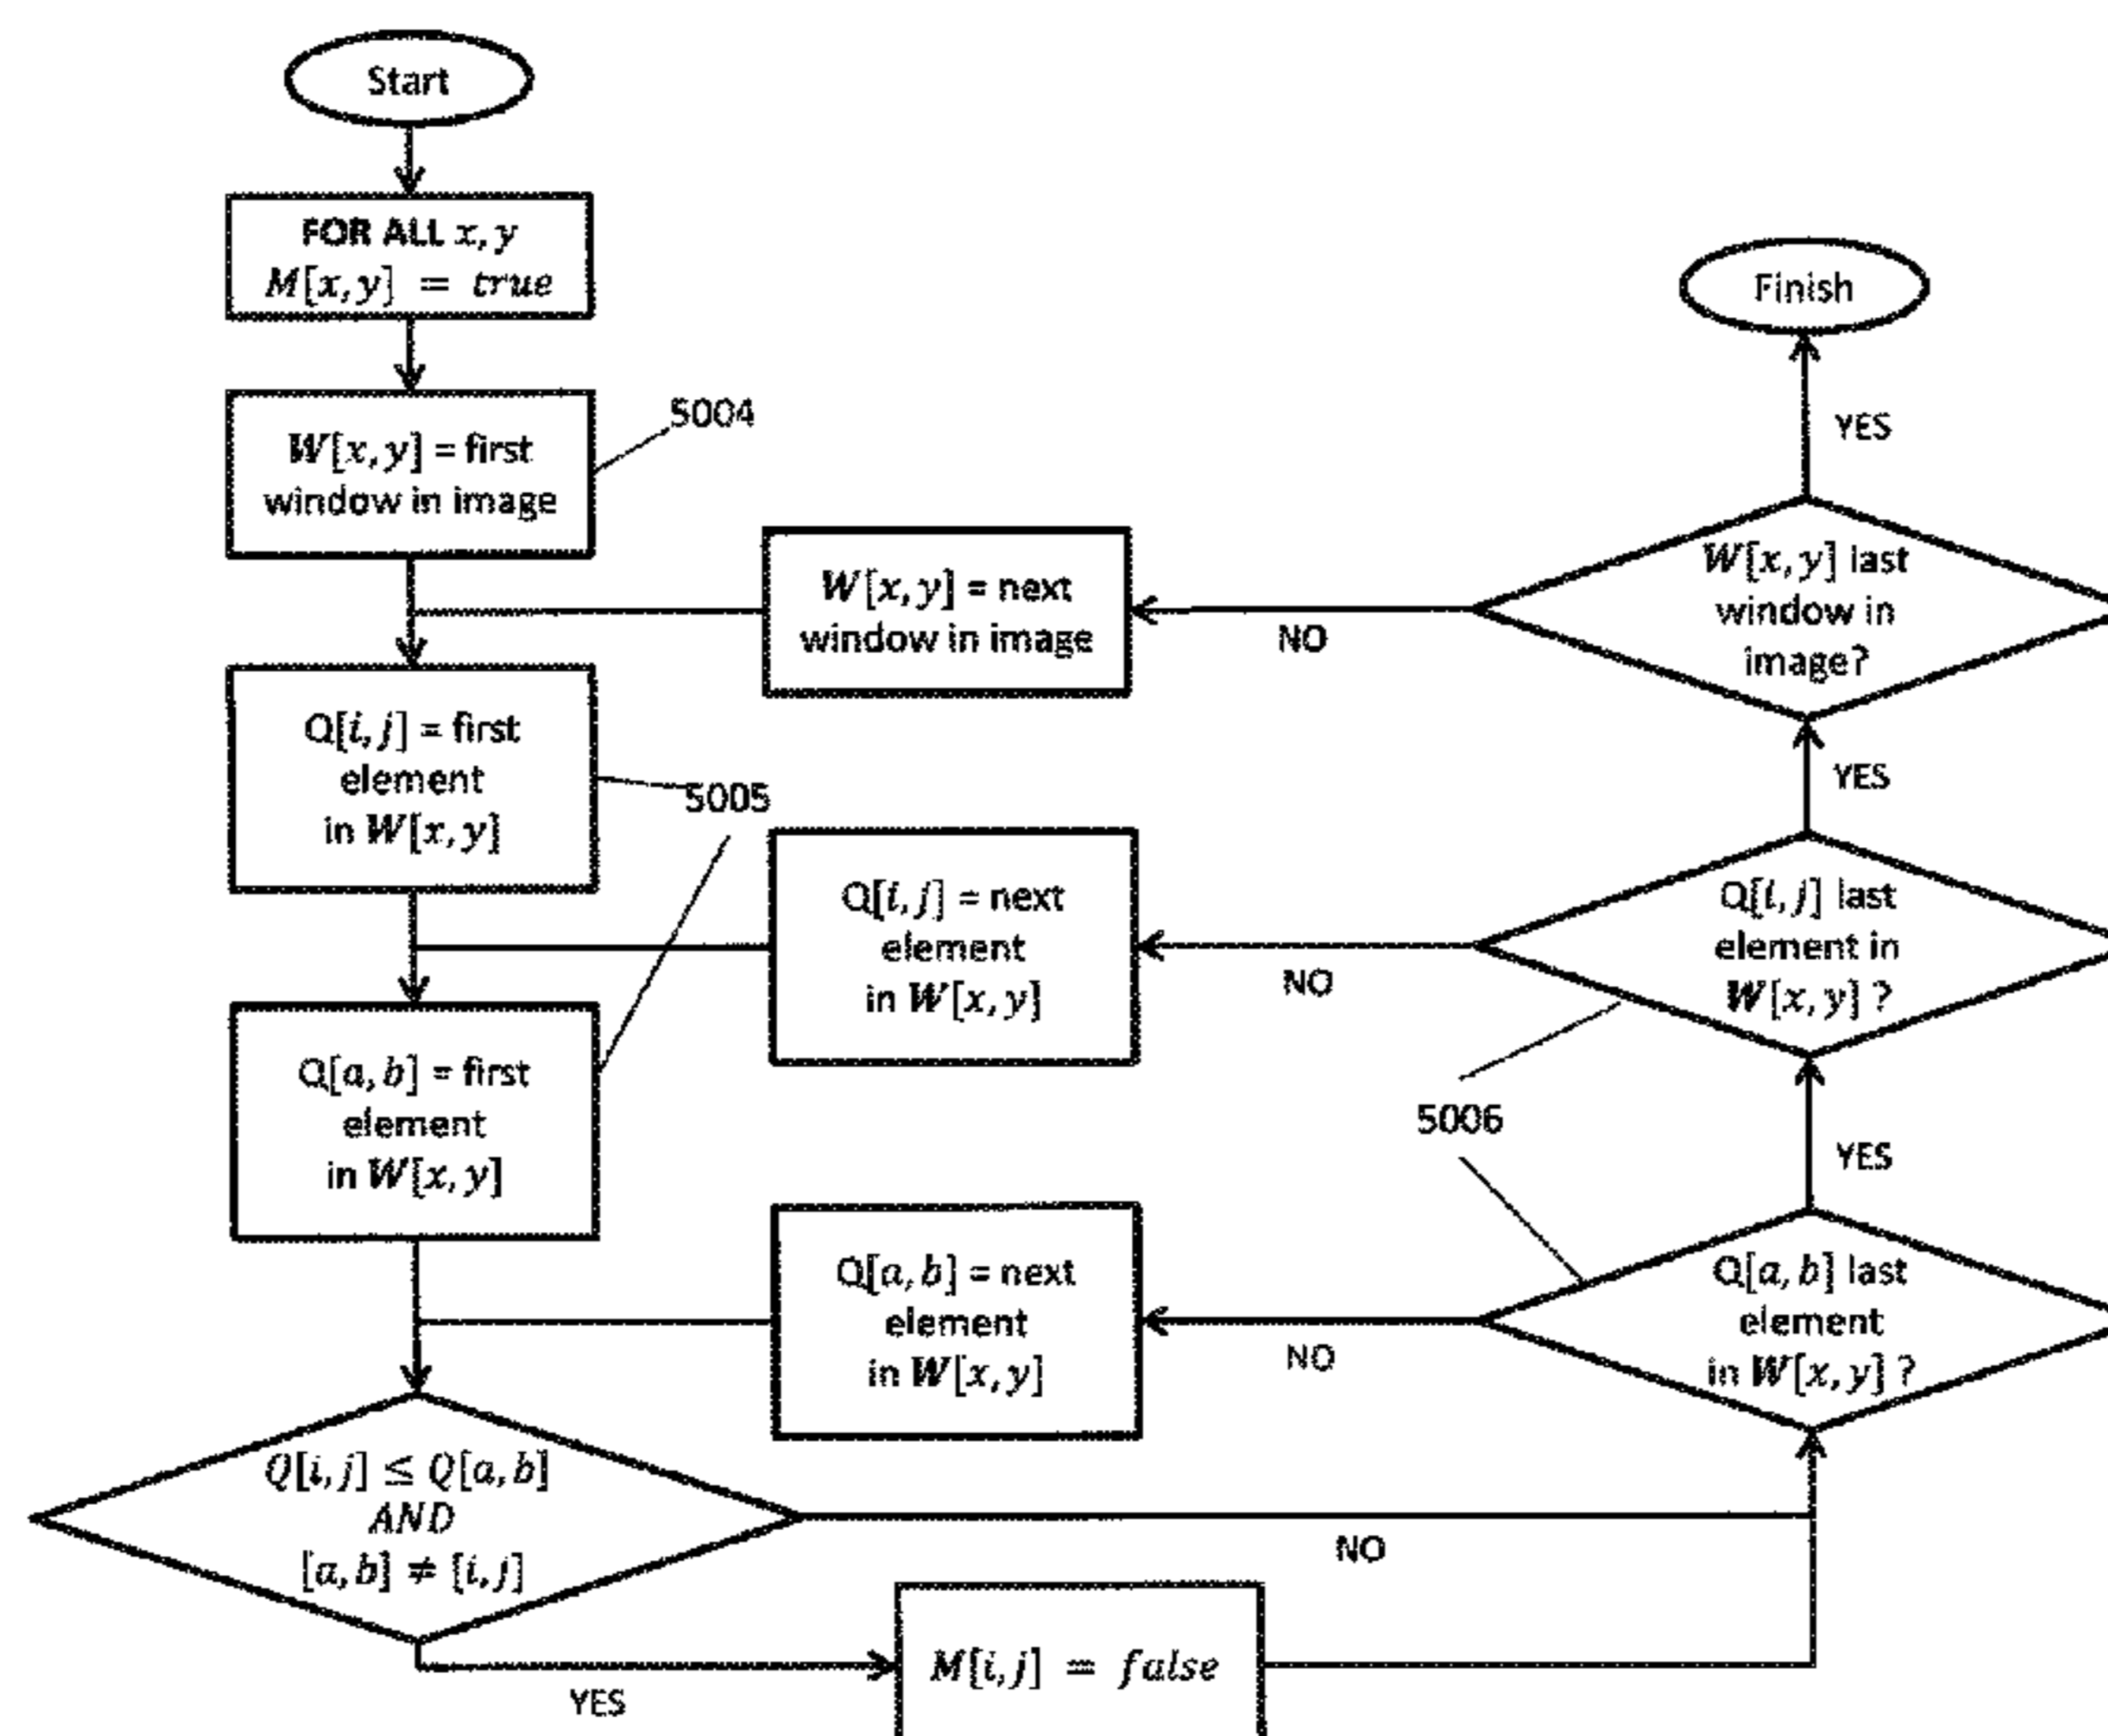 Start
FOR ALL x, y
M[x, y] = true
5004
W[x, y] = first
window in image
W[x, y] = next
window in image
NO
Finish
YES
W[x, y] last
window in
image?
YES
Q[i, j] = first
element
in W[x, y]
5005
Q[i, j] = next
element
in W[x, y]
NO
Q[i, j] last
element in
W[x, y] ?
5006
YES
Q[a, b] = first
element
in W[x, y]
Q[a, b] = next
element
in W[x, y]
NO
Q[a, b] last
element
in W[x, y] ?
Q[i, j] ≤ Q[a, b]
AND
[a, b] ≠ [i, j]
NO
YES
M[i, j] = false